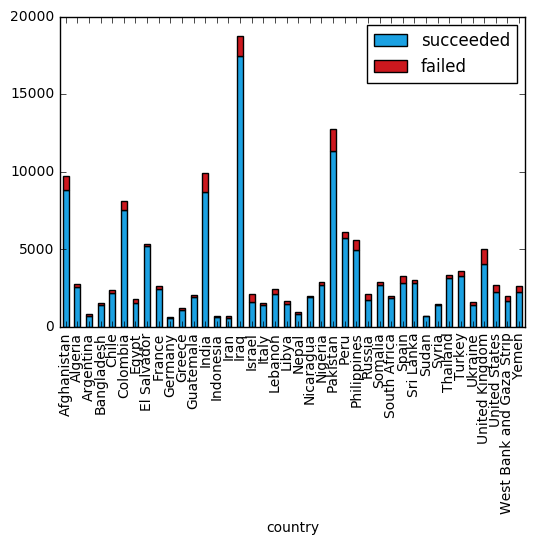 20000
15000
10000
5000
0
succeeded
failed
Afghanistan
Algeria
Argentina
Bangladesh
Chile
Colombia
Egypt
El Salvador
France
Germany
Greece
Guatemala
India
Indonesia
Iran
Iraq
Israel
Italy
Lebanon
Libya
Nepal
Nicaragua
Nigeria
Pakistan
Peru
Philippines
Russia
Somalia
South Africa
Spain
Sri Lanka
Sudan
Syria
Thailand
Turkey
Ukraine
United Kingdom
United States
West Bank and Gaza Strip
Yemen
country